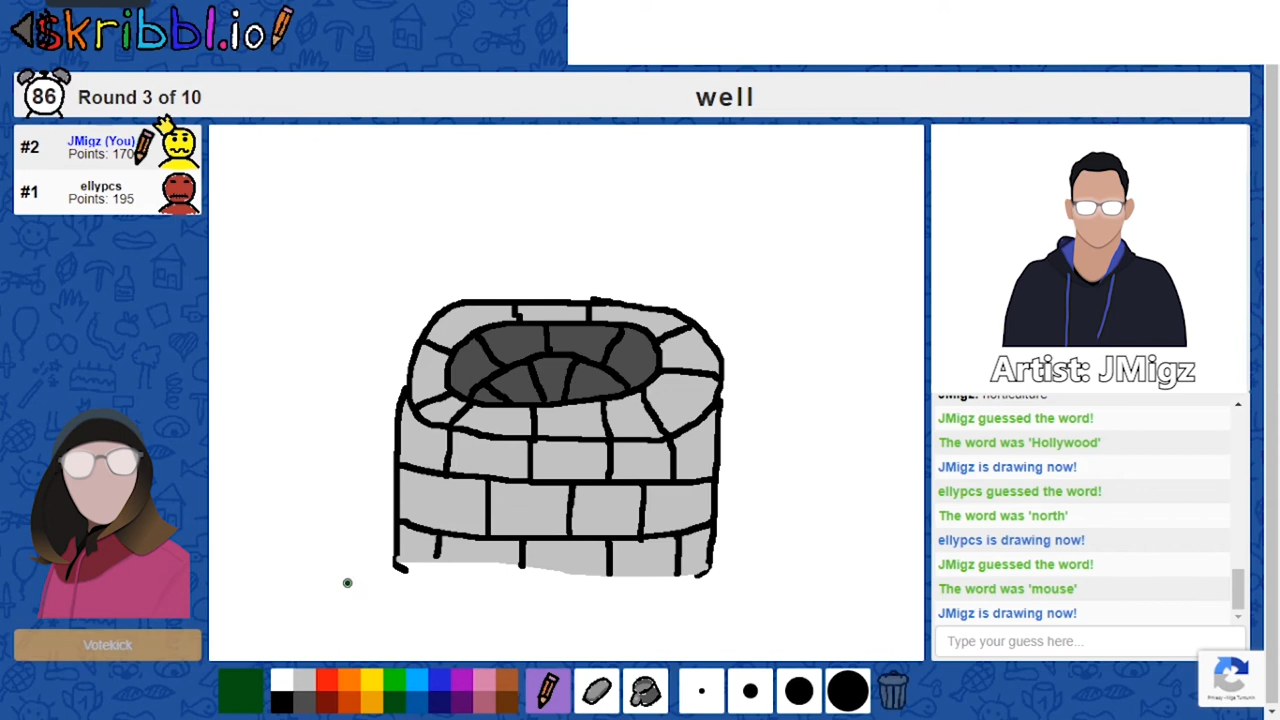 skribbl.io
86
Round 3 of 10
well
#2
JMigz (You)
Points: 170
#1
ellypcs
Points: 195
Artist: JMigz
JMigz: horticulture
JMigz guessed the word!
The word was 'Hollywood'
JMigz is drawing now!
ellypcs guessed the word!
The word was 'north'
ellypcs is drawing now!
JMigz guessed the word!
The word was 'mouse'
JMigz is drawing now!
Type your guess here...
Votekick